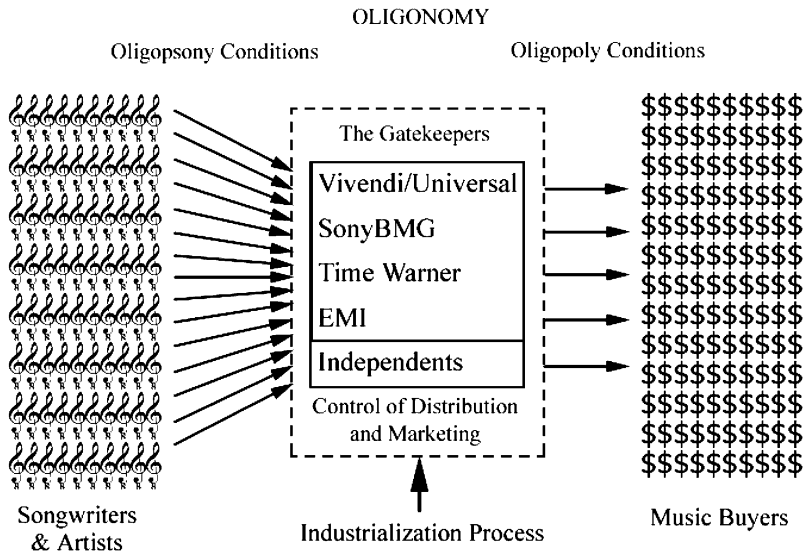 OLIGONOMY
Oligopsony Conditions
Oligopoly Conditions
The Gatekeepers
Vivendi/Universal
SonyBMG
Time Warner
EMI
Independents
Control of Distribution
and Marketing
$$$$$$$$$$
$$$$$$$$$$
$$$$$$$$$$
$$$$$$$$$$
$$$$$$$$$$
$$$$$$$$$$
$$$$$$$$$$
$$$$$$$$$$
$$$$$$$$$$
$$$$$$$$$$
$$$$$$$$$$
$$$$$$$$$$
$$$$$$$$$$
Songwriters
& Artists
Industrialization Process
Music Buyers